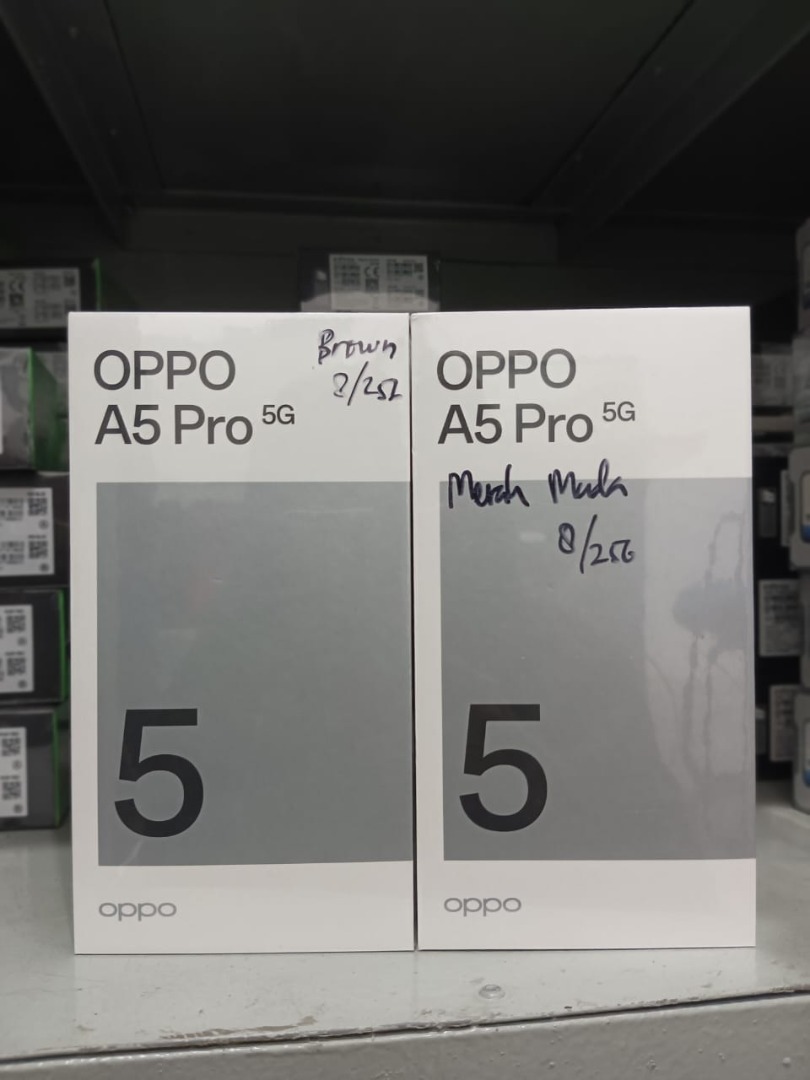 OPPO
A5 Pro 5G
Brown
8/256
5
oppo
OPPO
A5 Pro 5G
Merah Muda
8/256
5
oppo